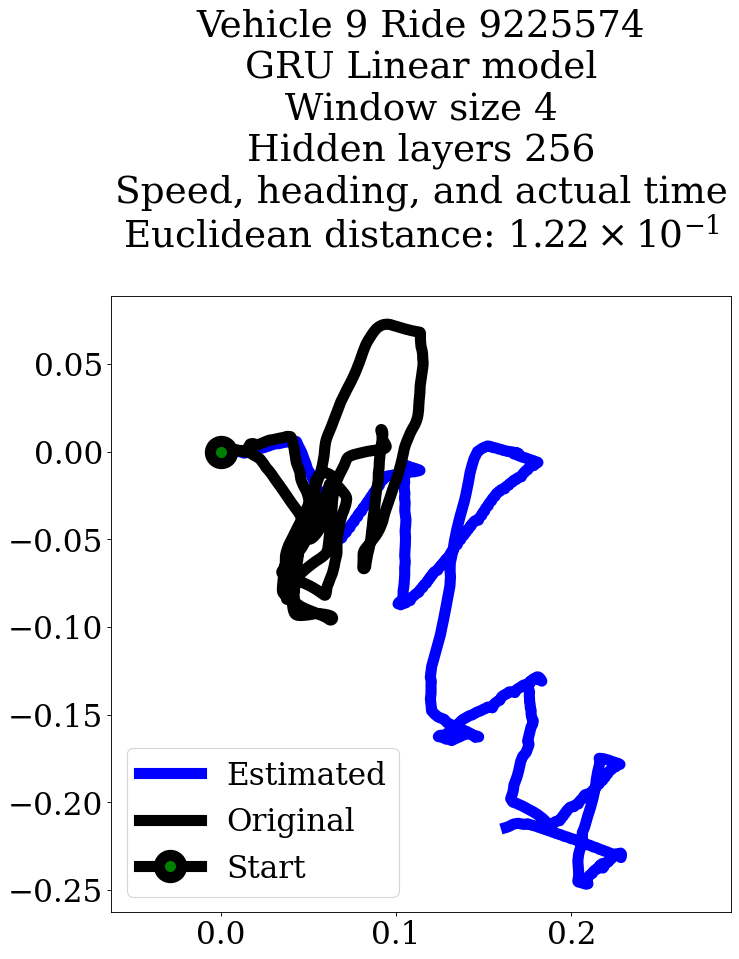 Vehicle 9 Ride 9225574
GRU Linear model
Window size 4
Hidden layers 256
Speed, heading, and actual time
Euclidean distance: 1.22 × 10⁻¹
0.05
0.00
−0.05
−0.10
−0.15
−0.20
−0.25
Estimated
Original
Start
0.0 0.1 0.2